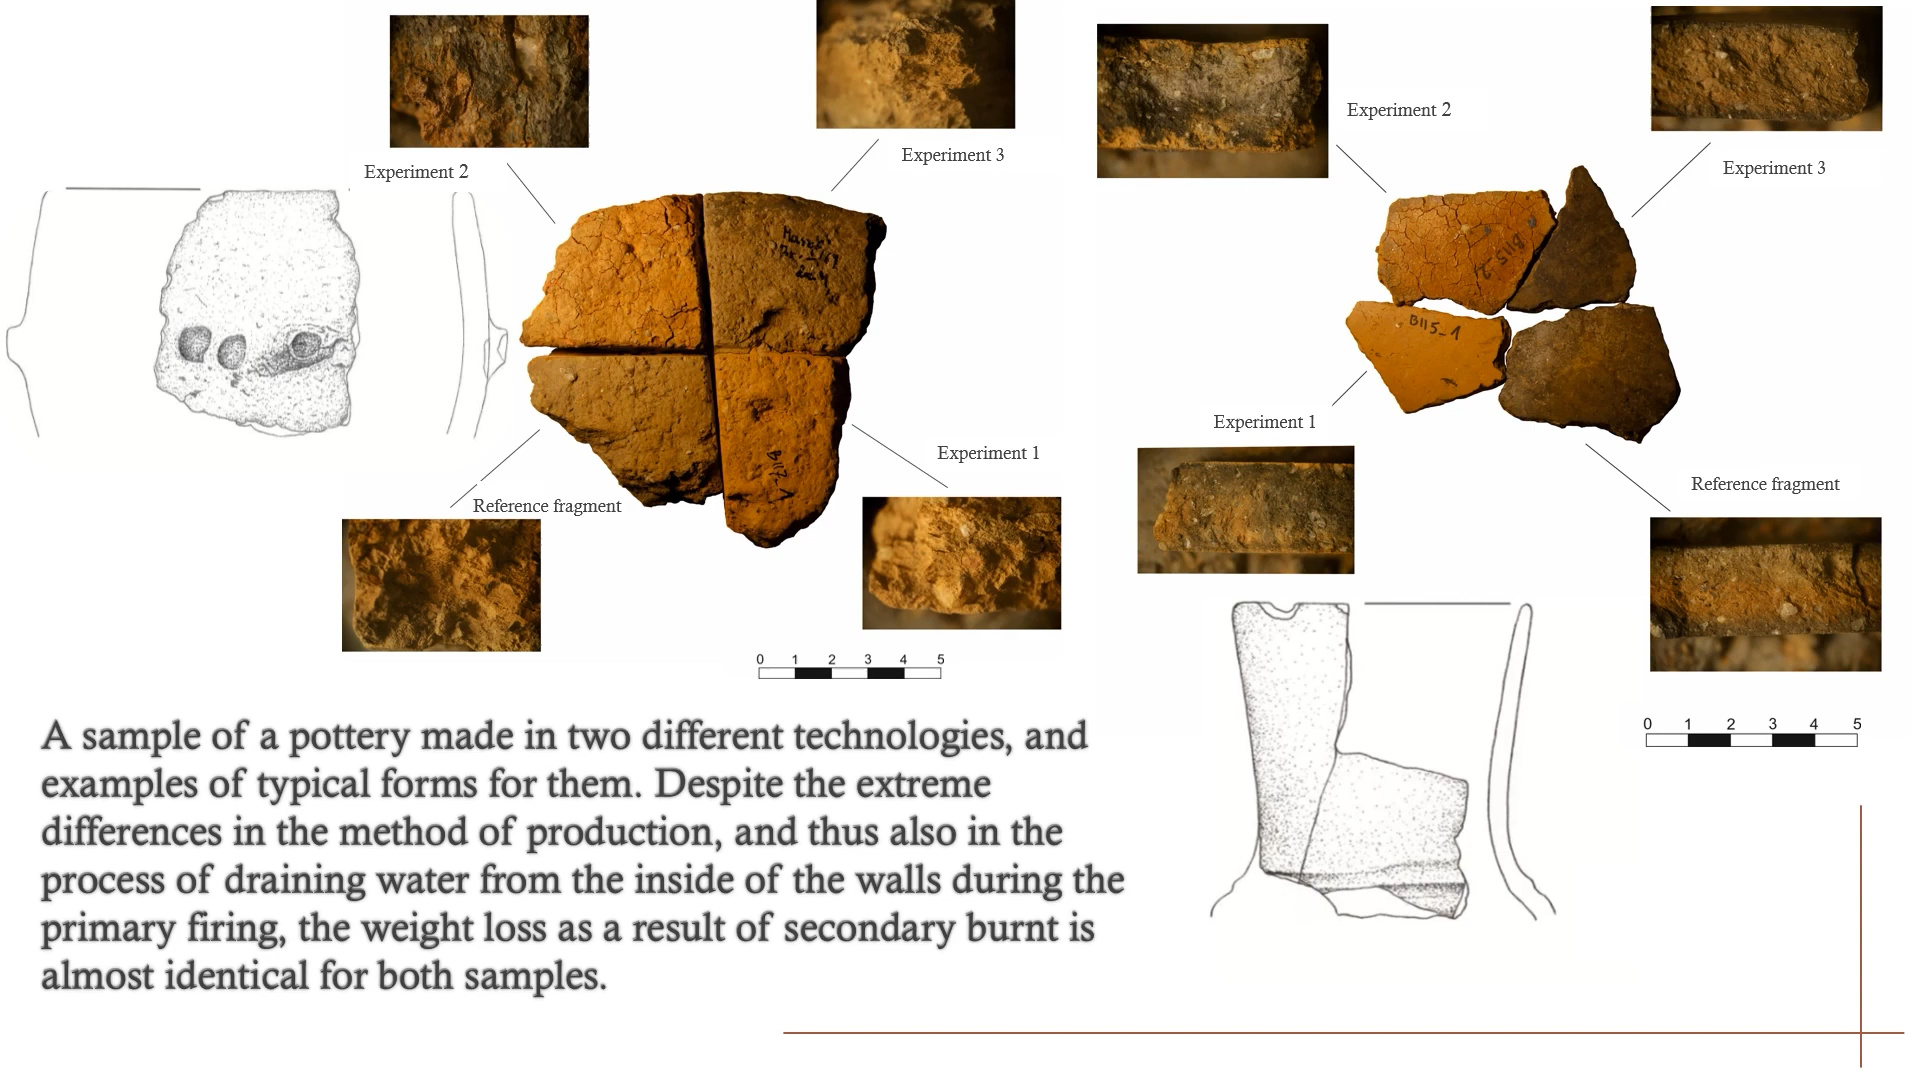 Experiment 2
Experiment 3
Reference fragment
Experiment 1
0 1 2 3 4 5
Experiment 2
Experiment 3
B115-2
B115-1
Experiment 1
Reference fragment
0 1 2 3 4 5
A sample of a pottery made in two different technologies, and
examples of typical forms for them. Despite the extreme
differences in the method of production, and thus also in the
process of draining water from the inside of the walls during the
primary firing, the weight loss as a result of secondary burnt is
almost identical for both samples.